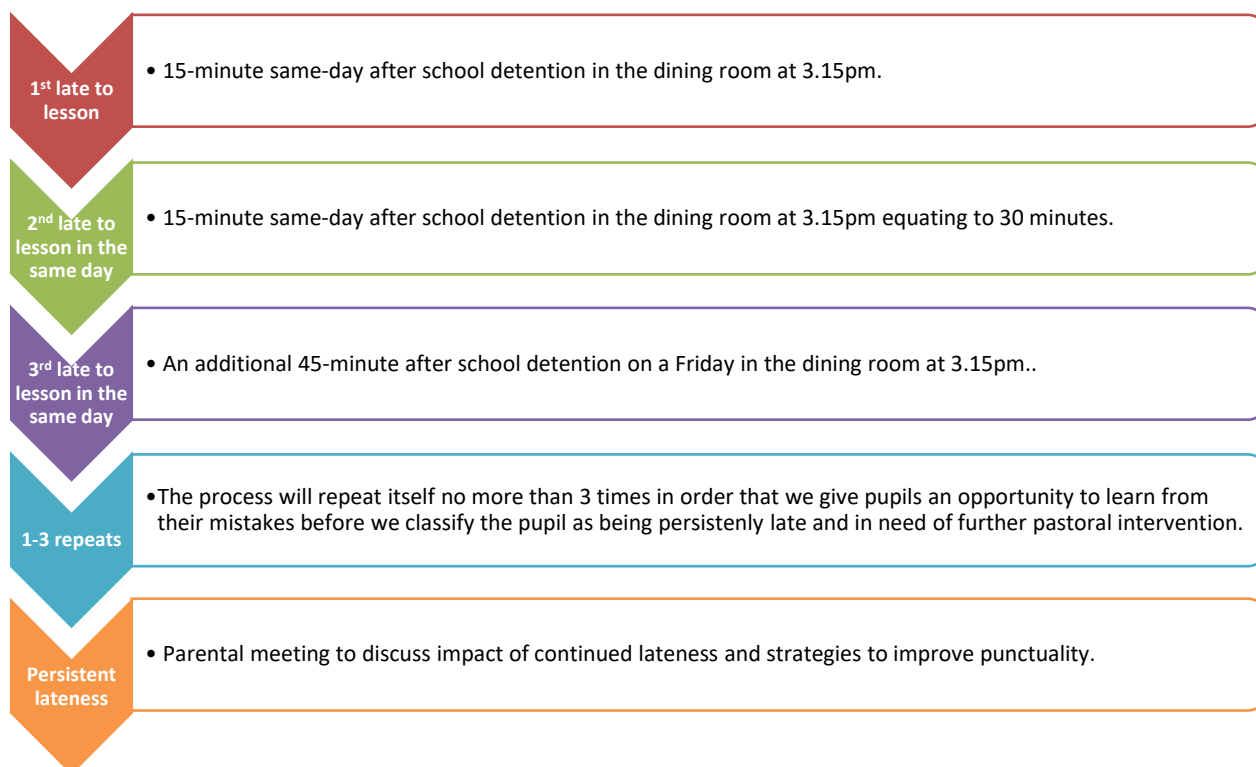 1st late to
lesson
• 15-minute same-day after school detention in the dining room at 3.15pm.
2nd late to
lesson in the
same day
• 15-minute same-day after school detention in the dining room at 3.15pm equating to 30 minutes.
3rd late to
lesson in the
same day
• An additional 45-minute after school detention on a Friday in the dining room at 3.15pm..
1-3 repeats
•The process will repeat itself no more than 3 times in order that we give pupils an opportunity to learn from
their mistakes before we classify the pupil as being persistenly late and in need of further pastoral intervention.
Persistent
lateness
• Parental meeting to discuss impact of continued lateness and strategies to improve punctuality.